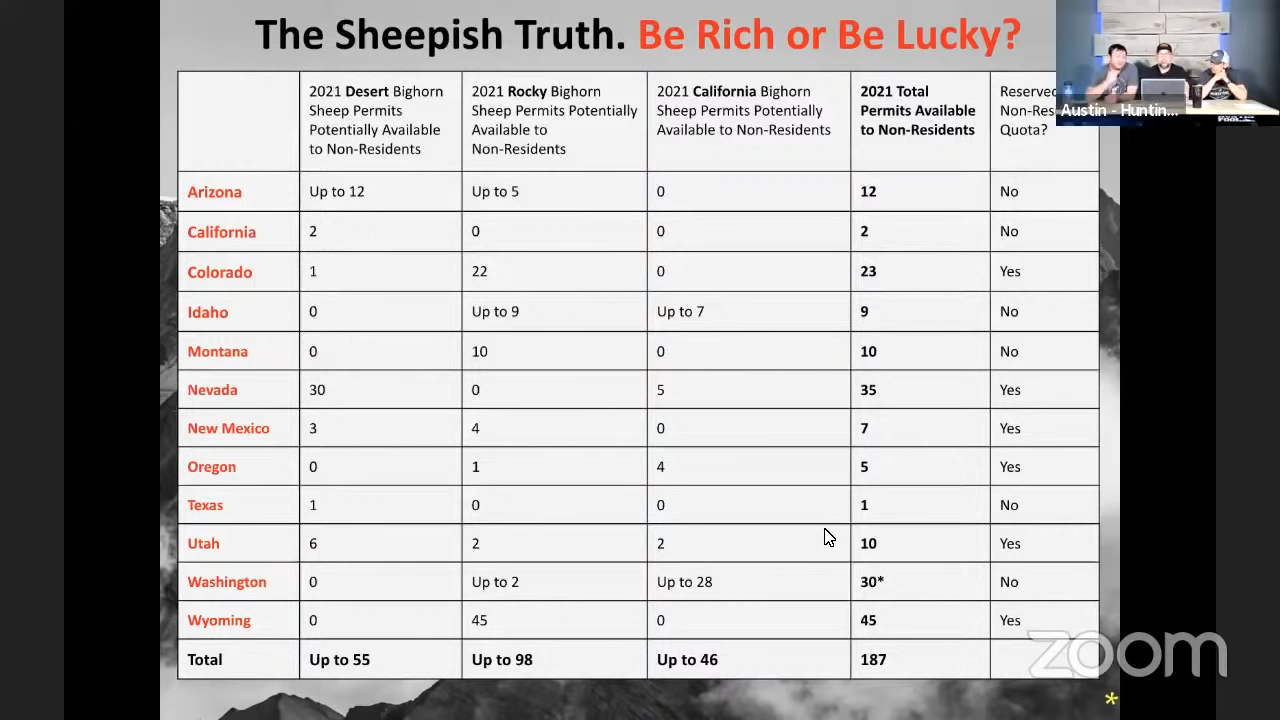 The Sheepish Truth. Be Rich or Be Lucky?
Austin - Huntin...
2021 Desert Bighorn Sheep Permits Potentially Available to Non-Residents
2021 Rocky Bighorn Sheep Permits Potentially Available to Non-Residents
2021 California Bighorn Sheep Permits Potentially Available to Non-Residents
2021 Total Permits Available to Non-Residents
Reserved Non-Res Quota?
Arizona Up to 12 Up to 5 0 12 No
California 2 0 0 2 No
Colorado 1 22 0 23 Yes
Idaho 0 Up to 9 Up to 7 9 No
Montana 0 10 0 10 No
Nevada 30 0 5 35 Yes
New Mexico 3 4 0 7 Yes
Oregon 0 1 4 5 Yes
Texas 1 0 0 1 No
Utah 6 2 2 10 Yes
Washington 0 Up to 2 Up to 28 30* No
Wyoming 0 45 0 45 Yes
Total Up to 55 Up to 98 Up to 46 187
zoom
*